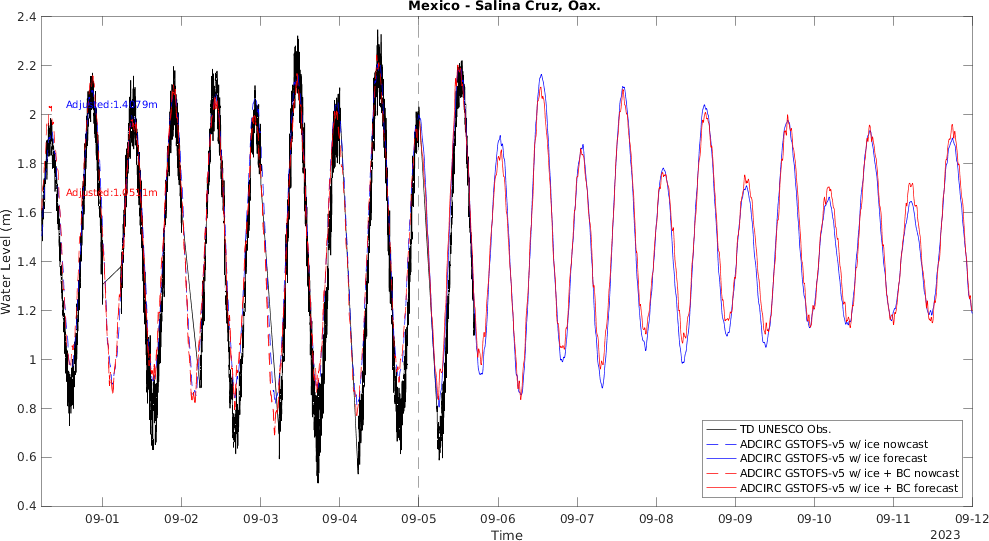 Mexico - Salina Cruz, Oax.
2.4
2.2
2
1.8
1.6
1.4
1.2
1
0.8
0.6
0.4
Water Level (m)
Adjusted:
Adjusted:
TD UNESCO Obs.
ADCIRC GSTOFS-v5 w/ ice nowcast
ADCIRC GSTOFS-v5 w/ ice forecast
ADCIRC GSTOFS-v5 w/ ice + BC nowcast
ADCIRC GSTOFS-v5 w/ ice + BC forecast
09-01 09-02 09-03 09-04 09-05 09-06 09-07 09-08 09-09 09-10 09-11 09-12
Time
2023